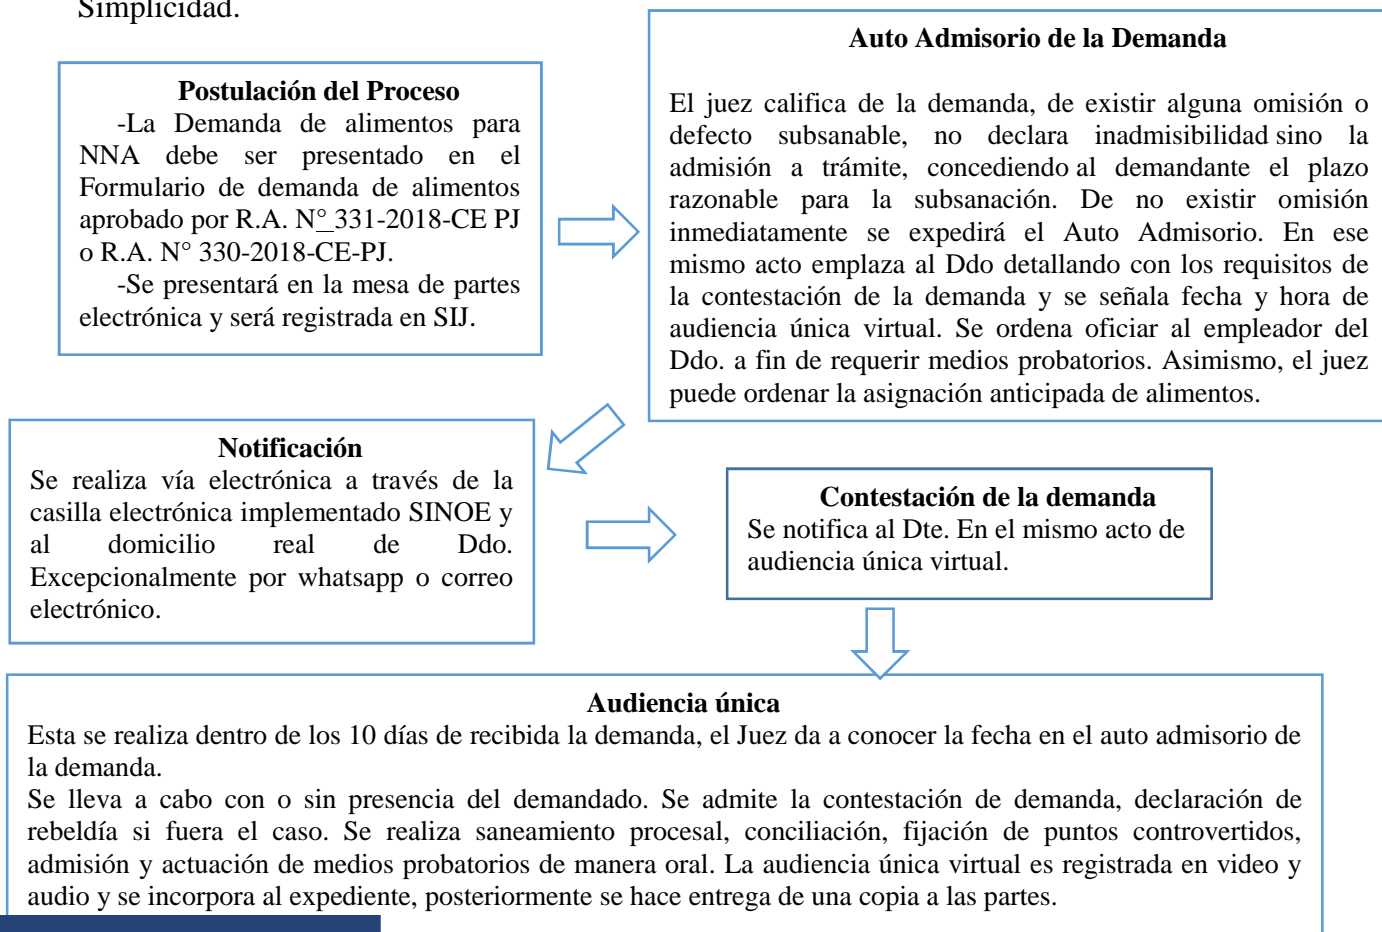 Simplicidad.
Postulación del Proceso
-La Demanda de alimentos para
NNA debe ser presentado en el
Formulario de demanda de alimentos
aprobado por R.A. N°_331-2018-CE PJ
o R.A. N° 330-2018-CE-PJ.
-Se presentará en la mesa de partes
electrónica y será registrada en SIJ.
Auto Admisorio de la Demanda
El juez califica de la demanda, de existir alguna omisión o
defecto subsanable, no declara inadmisibilidad sino la
admisión a trámite, concediendo al demandante el plazo
razonable para la subsanación. De no existir omisión
inmediatamente se expedirá el Auto Admisorio. En ese
mismo acto emplaza al Ddo detallando con los requisitos de
la contestación de la demanda y se señala fecha y hora de
audiencia única virtual. Se ordena oficiar al empleador del
Ddo. a fin de requerir medios probatorios. Asimismo, el juez
puede ordenar la asignación anticipada de alimentos.
Notificación
Se realiza vía electrónica a través de la
casilla electrónica implementado SINOE y
al domicilio real de Ddo.
Excepcionalmente por whatsapp o correo
electrónico.
Contestación de la demanda
Se notifica al Dte. En el mismo acto de
audiencia única virtual.
Audiencia única
Esta se realiza dentro de los 10 días de recibida la demanda, el Juez da a conocer la fecha en el auto admisorio de
la demanda.
Se lleva a cabo con o sin presencia del demandado. Se admite la contestación de demanda, declaración de
rebeldía si fuera el caso. Se realiza saneamiento procesal, conciliación, fijación de puntos controvertidos,
admisión y actuación de medios probatorios de manera oral. La audiencia única virtual es registrada en video y
audio y se incorpora al expediente, posteriormente se hace entrega de una copia a las partes.